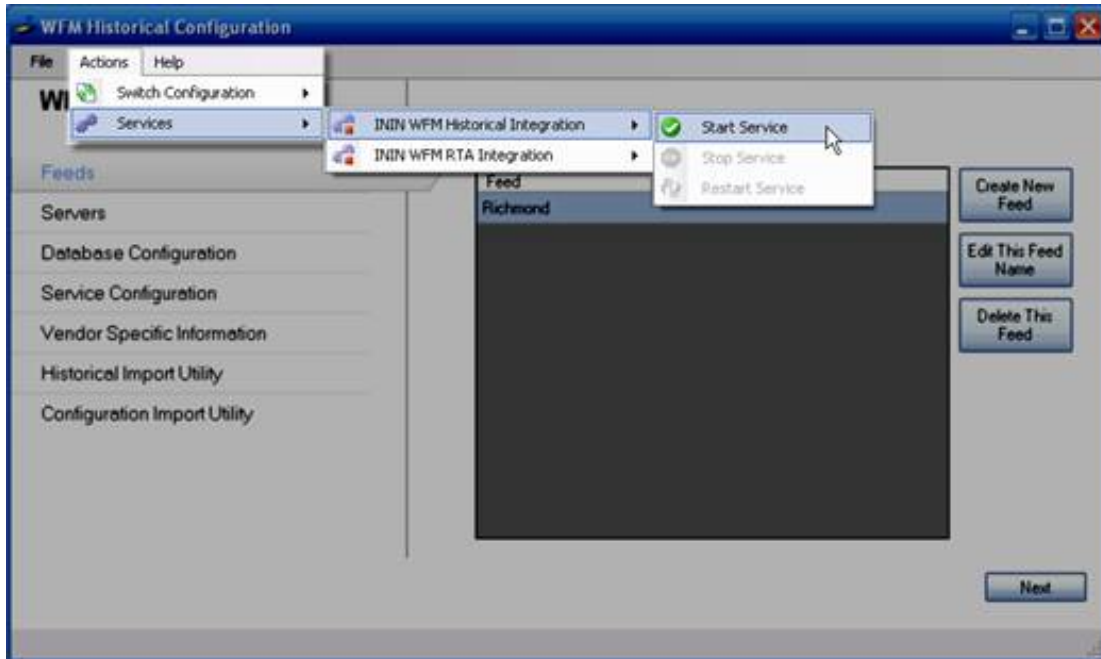 WFM Historical Configuration
File Actions Help
Switch Configuration
Services
ININ WFM Historical Integration
ININ WFM RTA Integration
Start Service
Stop Service
Restart Service
Feeds
Servers
Database Configuration
Service Configuration
Vendor Specific Information
Historical Import Utility
Configuration Import Utility
Feed
Richmond
Create New
Feed
Edit This Feed
Name
Delete This
Feed
Next